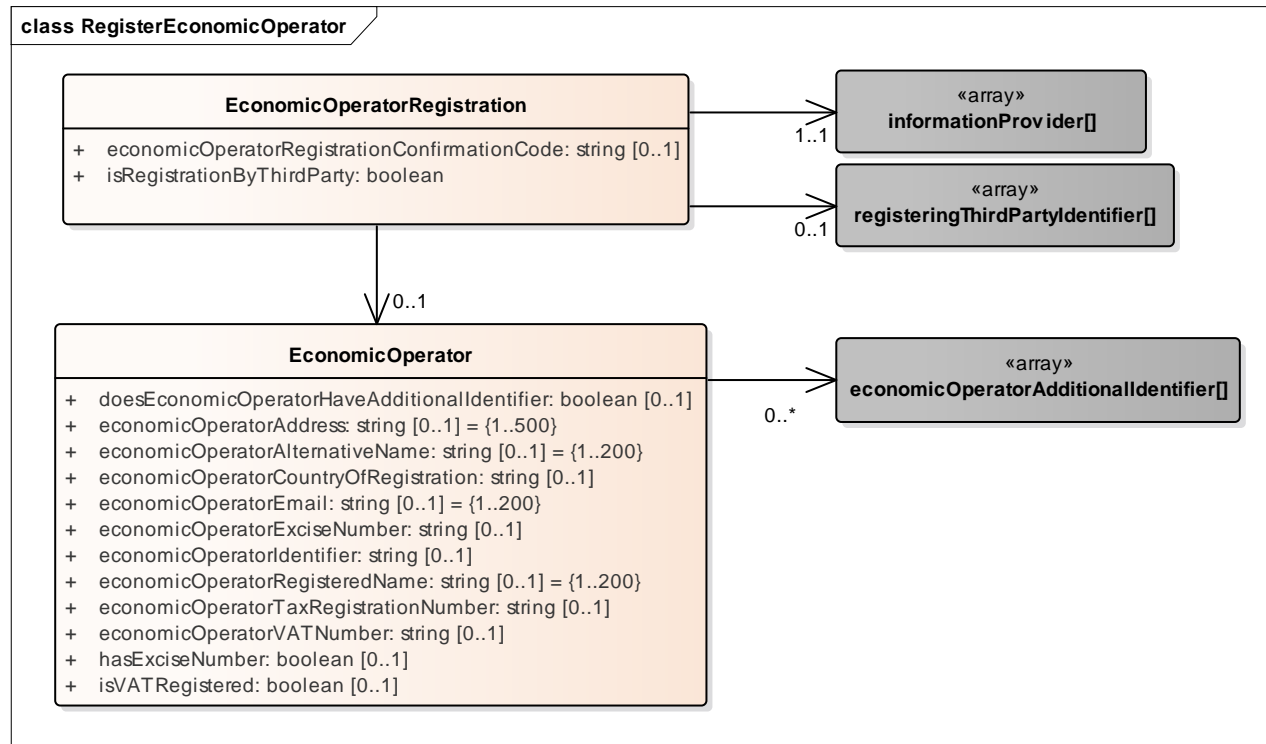 class RegisterEconomicOperator
EconomicOperatorRegistration
+ economicOperatorRegistrationConfirmationCode: string [0..1]
+ isRegistrationByThirdParty: boolean
«array»
informationProvider[]
1..1
«array»
registeringThirdPartyIdentifier[]
0..1
0..1
EconomicOperator
+ doesEconomicOperatorHaveAdditionalIdentifier: boolean [0..1]
+ economicOperatorAddress: string [0..1] = {1..500}
+ economicOperatorAlternativeName: string [0..1] = {1..200}
+ economicOperatorCountryOfRegistration: string [0..1]
+ economicOperatorEmail: string [0..1] = {1..200}
+ economicOperatorExciseNumber: string [0..1]
+ economicOperatorIdentifier: string [0..1]
+ economicOperatorRegisteredName: string [0..1] = {1..200}
+ economicOperatorTaxRegistrationNumber: string [0..1]
+ economicOperatorVATNumber: string [0..1]
+ hasExciseNumber: boolean [0..1]
+ isVATRegistered: boolean [0..1]
«array»
economicOperatorAdditionalIdentifier[]
0..*